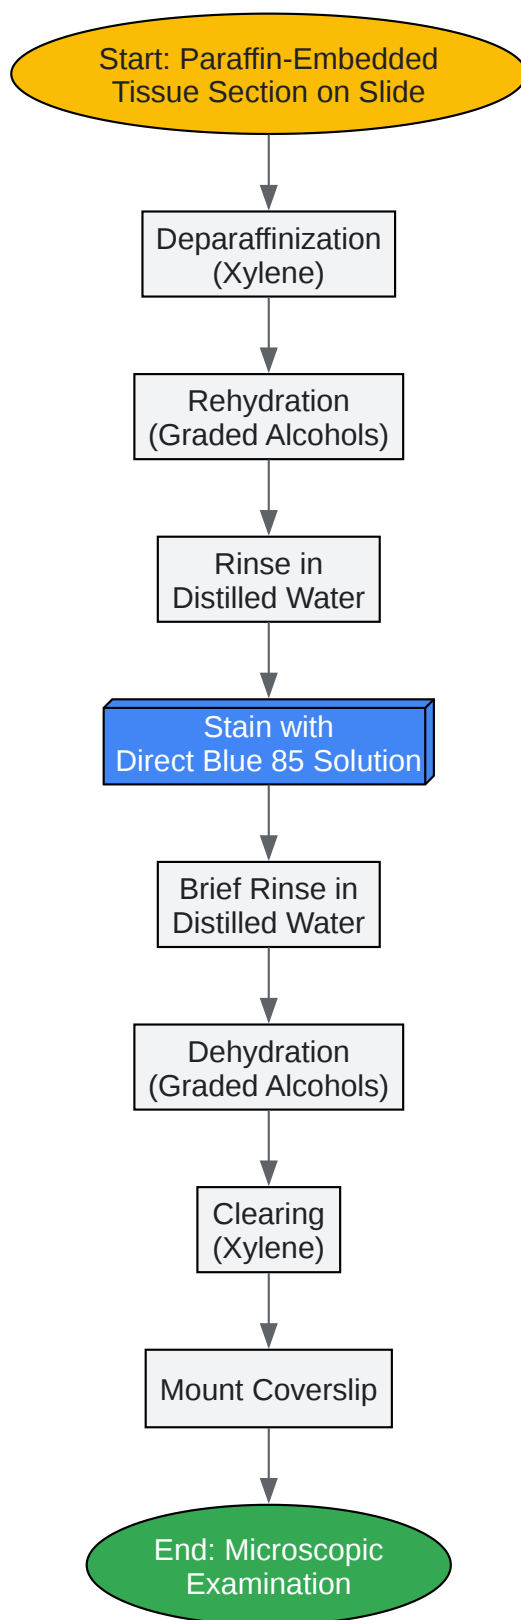 Start: Paraffin-Embedded
Tissue Section on Slide
Deparaffinization
(Xylene)
Rehydration
(Graded Alcohols)
Rinse in
Distilled Water
Stain with
Direct Blue 85 Solution
Brief Rinse in
Distilled Water
Dehydration
(Graded Alcohols)
Clearing
(Xylene)
Mount Coverslip
End: Microscopic
Examination